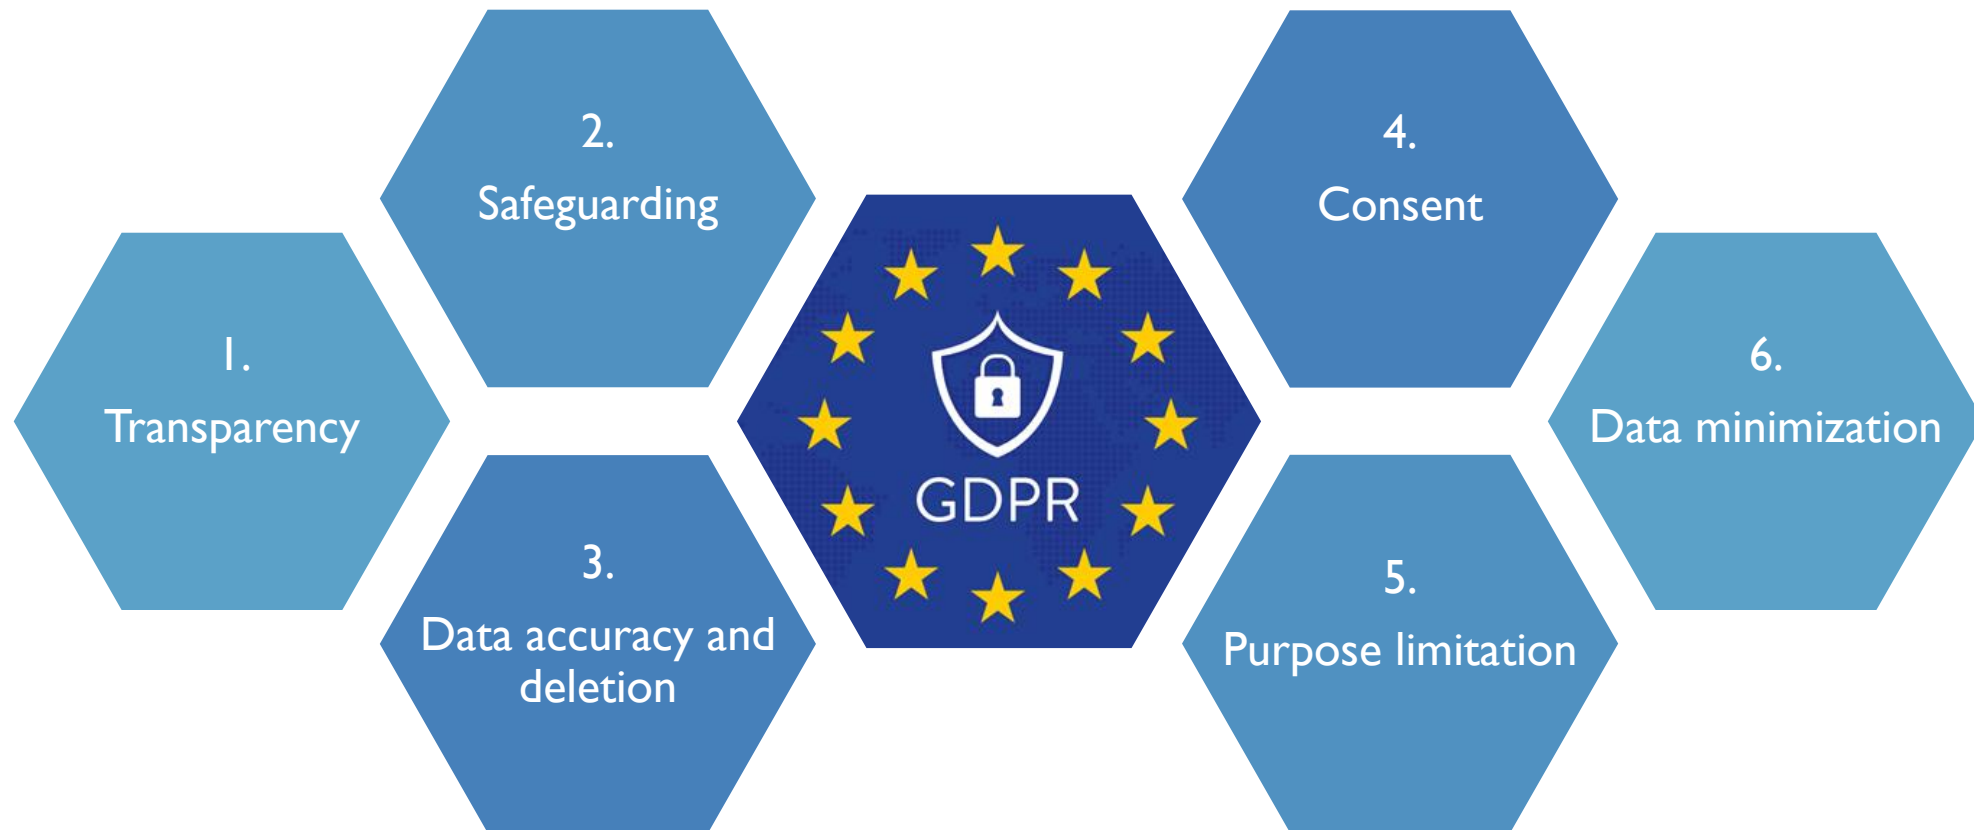 1.
Transparency
2.
Safeguarding
3.
Data accuracy and
deletion
GDPR
4.
Consent
5.
Purpose limitation
6.
Data minimization